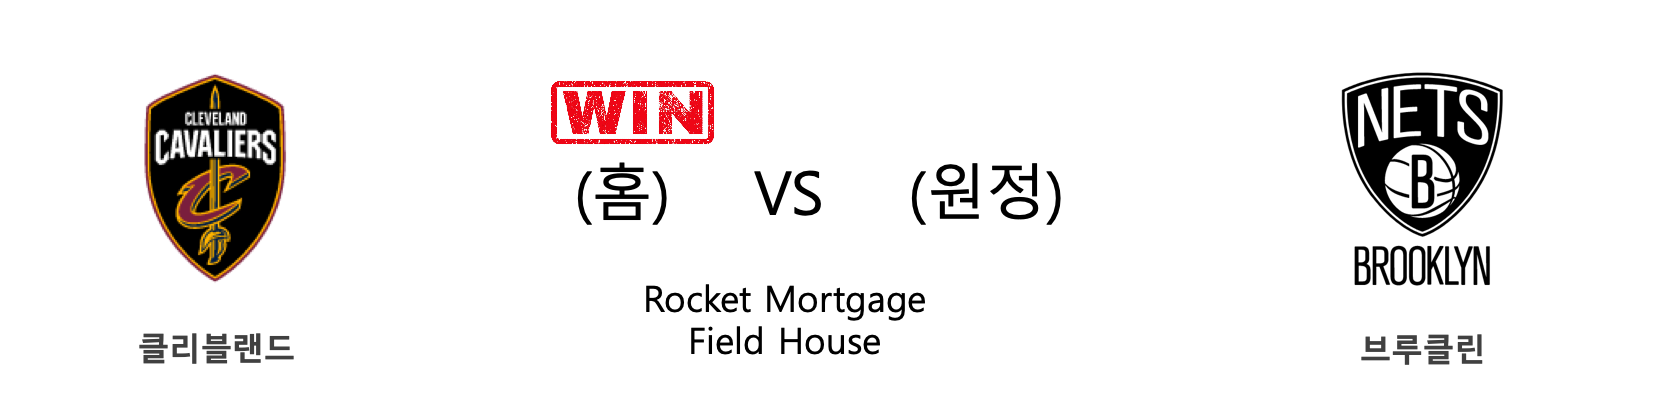 CLEVELAND
CAVALIERS
C
클리블랜드
WIN
(홈) VS (원정)
Rocket Mortgage
Field House
NETS
B
BROOKLYN
브루클린